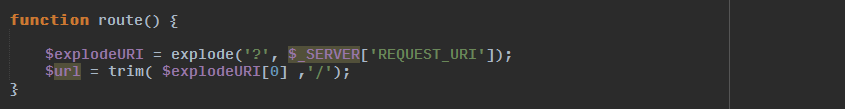 function route() {
$explodeURI = explode('?', $_SERVER['REQUEST_URI']);
$url = trim( $explodeURI[0] ,'/');
}